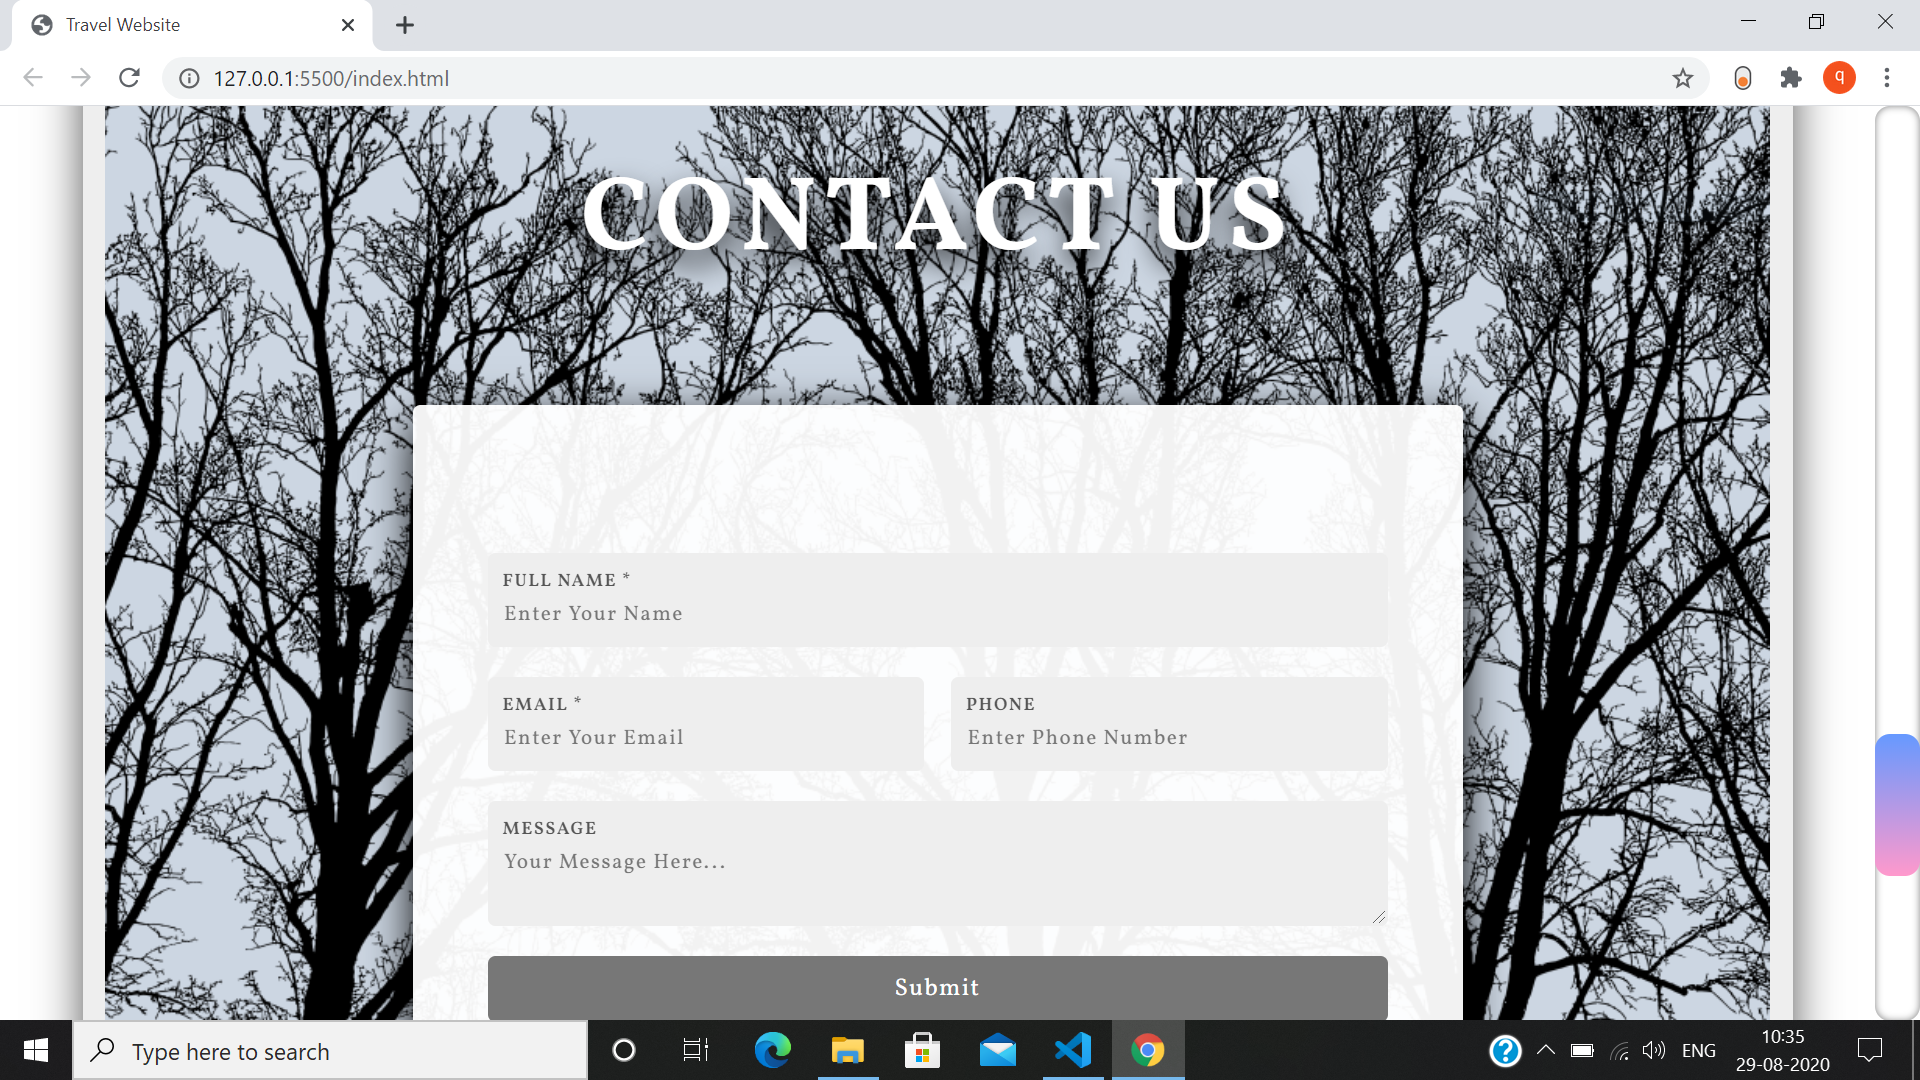 Travel Website
127.0.0.1:5500/index.html
q
CONTACT US
FULL NAME *
Enter Your Name
EMAIL *
PHONE
Enter Your Email
Enter Phone Number
MESSAGE
Your Message Here...
Submit
Type here to search
ENG
10:35
29-08-2020